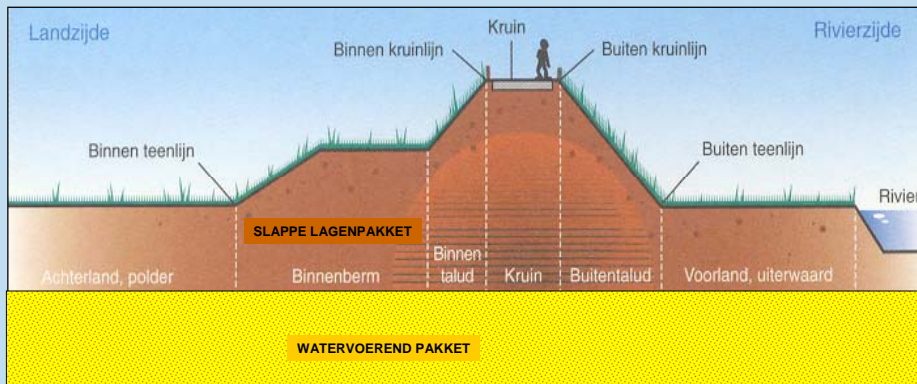 Landzijde
Kruin
Rivierzijde
Binnen kruinlijn
Buiten kruinlijn
Binnen teenlijn
Buiten teenlijn
Rivier
SLAPPE LAGENPAKKET
Achterland, polder
Binnenberm
Binnen
talud
Kruin
Buitentalud
Voorland, uiterwaard
WATERVOEREND PAKKET